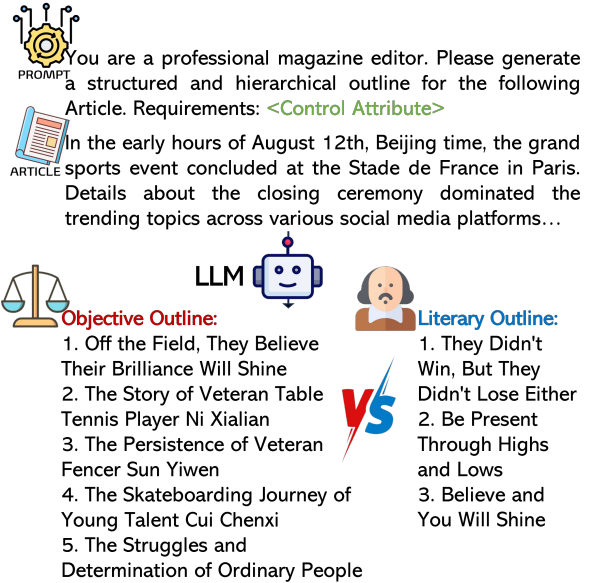 PROMPT
You are a professional magazine editor. Please generate
a structured and hierarchical outline for the following
Article. Requirements: <Control Attribute>
ARTICLE
In the early hours of August 12th, Beijing time, the grand
sports event concluded at the Stade de France in Paris.
Details about the closing ceremony dominated the
trending topics across various social media platforms…
LLM
Objective Outline:
1. Off the Field, They Believe
Their Brilliance Will Shine
2. The Story of Veteran Table
Tennis Player Ni Xialian
3. The Persistence of Veteran
Fencer Sun Yiwen
4. The Skateboarding Journey of
Young Talent Cui Chenxi
5. The Struggles and
Determination of Ordinary People
VS
Literary Outline:
1. They Didn't
Win, But They
Didn't Lose Either
2. Be Present
Through Highs
and Lows
3. Believe and
You Will Shine